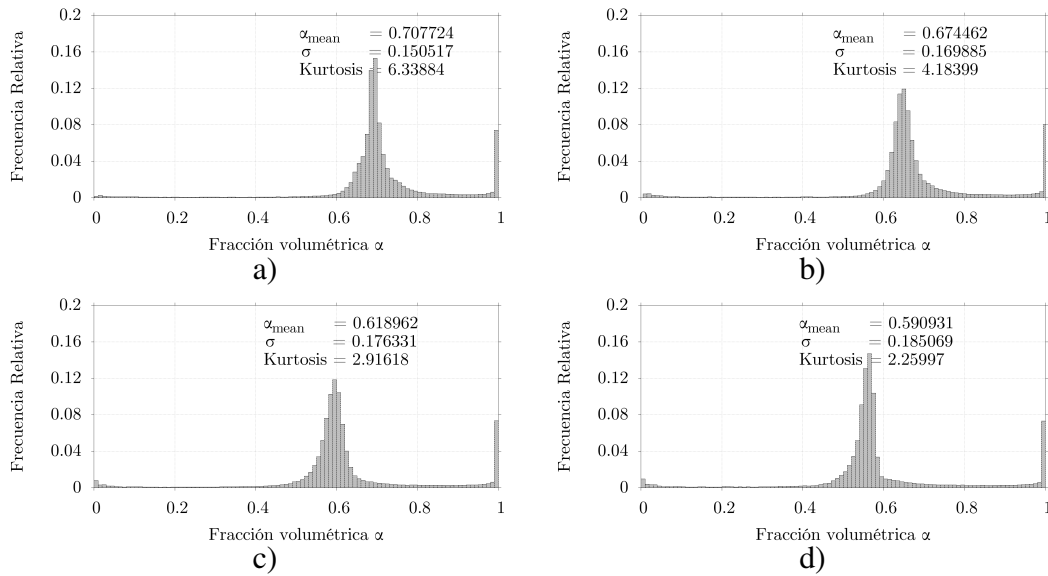 0.2
0.16
0.12
0.08
0.04
0
Frecuencia Relativa
α_mean = 0.707724
σ = 0.150517
Kurtosis = 6.33884
0 0.2 0.4 0.6 0.8 1
Fracción volumétrica α
a)
0.2
0.16
0.12
0.08
0.04
0
Frecuencia Relativa
α_mean = 0.674462
σ = 0.169885
Kurtosis = 4.18399
0 0.2 0.4 0.6 0.8 1
Fracción volumétrica α
b)
0.2
0.16
0.12
0.08
0.04
0
Frecuencia Relativa
α_mean = 0.618962
σ = 0.176331
Kurtosis = 2.91618
0 0.2 0.4 0.6 0.8 1
Fracción volumétrica α
c)
0.2
0.16
0.12
0.08
0.04
0
Frecuencia Relativa
α_mean = 0.590931
σ = 0.185069
Kurtosis = 2.25997
0 0.2 0.4 0.6 0.8 1
Fracción volumétrica α
d)